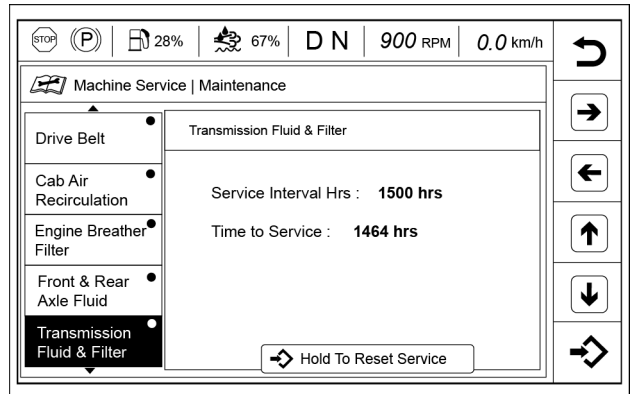 STOP (P) 28% 67% D N 900 RPM 0.0 km/h
Machine Service | Maintenance
Drive Belt
Cab Air
Recirculation
Engine Breather
Filter
Front & Rear
Axle Fluid
Transmission
Fluid & Filter
Transmission Fluid & Filter
Service Interval Hrs : 1500 hrs
Time to Service : 1464 hrs
Hold To Reset Service